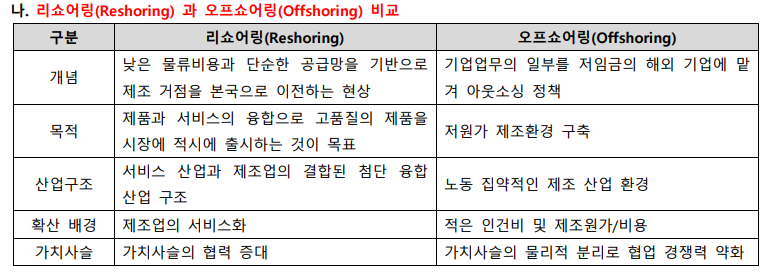 나. 리쇼어링(Reshoring) 과 오프쇼어링(Offshoring) 비교
구분 리쇼어링(Reshoring) 오프쇼어링(Offshoring)
개념 낮은 물류비용과 단순한 공급망을 기반으로 제조 거점을 본국으로 이전하는 현상 기업업무의 일부를 저임금의 해외 기업에 맡겨 아웃소싱 정책
목적 제품과 서비스의 융합으로 고품질의 제품을 시장에 적시에 출시하는 것이 목표 저원가 제조환경 구축
산업구조 서비스 산업과 제조업의 결합된 첨단 융합 산업 구조 노동 집약적인 제조 산업 환경
확산 배경 제조업의 서비스화 적은 인건비 및 제조원가/비용
가치사슬 가치사슬의 협력 증대 가치사슬의 물리적 분리로 협업 경쟁력 약화